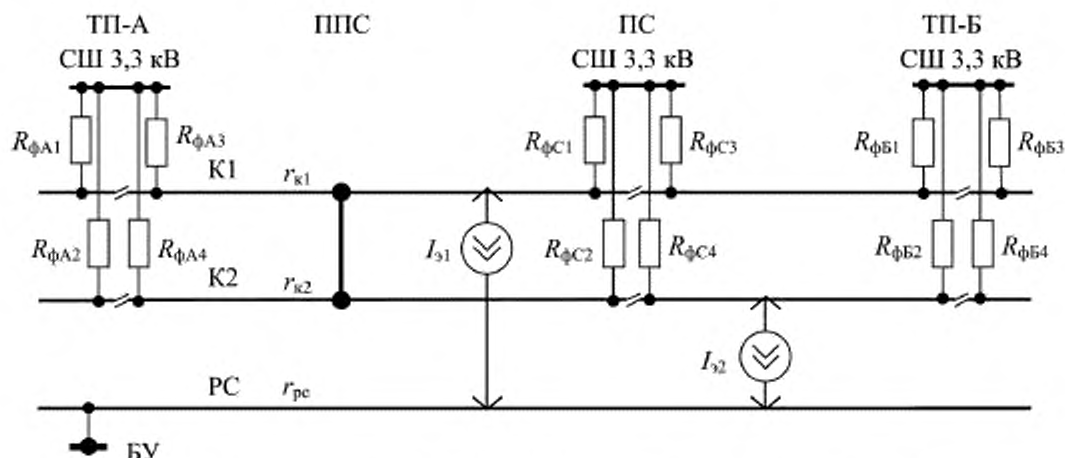 ТП-А ППС ПС ТП-Б
СШ 3,3 кВ СШ 3,3 кВ СШ 3,3 кВ
RфА1 RфА3 RфС1 RфС3 RфБ1 RфБ3
К1 rк1
RфА2 RфА4 Iэ1 RфС2 RфС4 RфБ2 RфБ4
К2 rк2
Iэ2
РС rрс
БУ